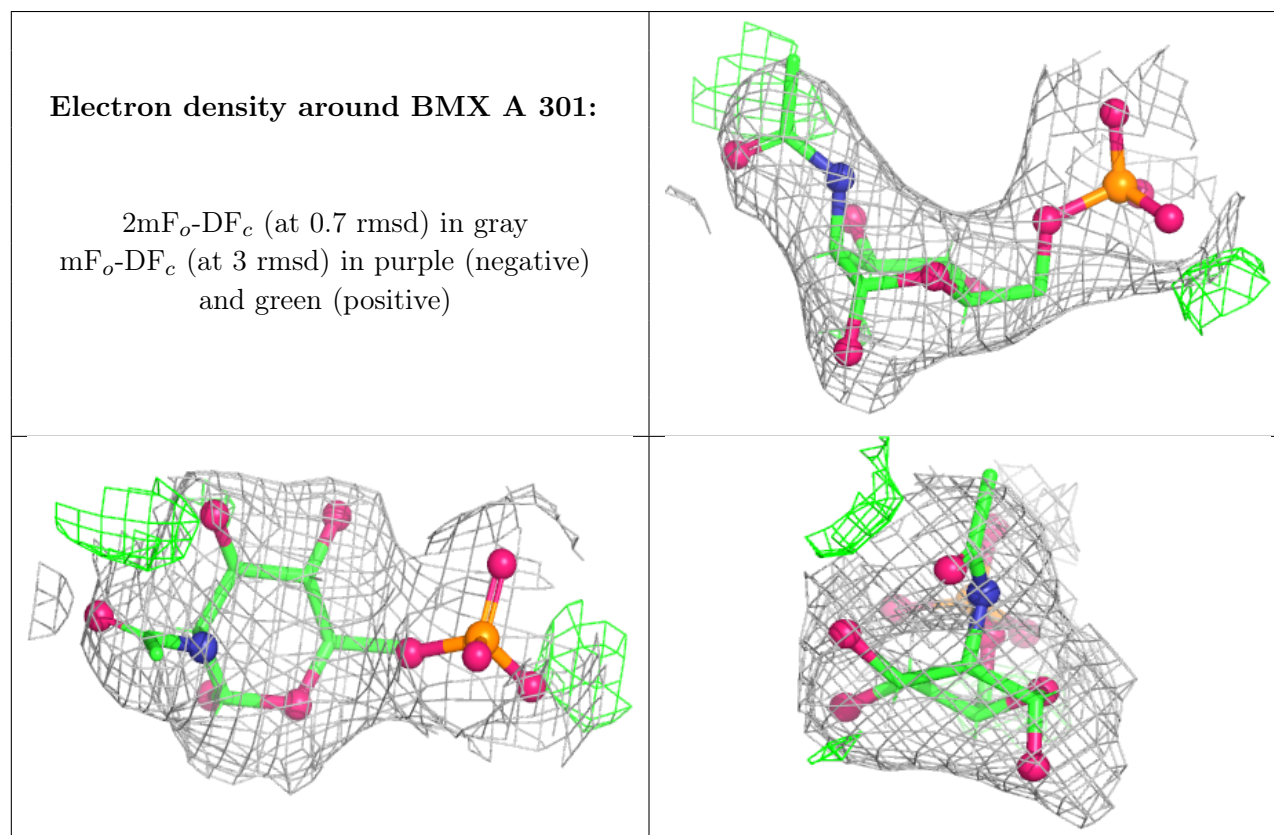 Electron density around BMX A 301:
2mFₒ-DF𝒸 (at 0.7 rmsd) in gray
mFₒ-DF𝒸 (at 3 rmsd) in purple (negative)
and green (positive)